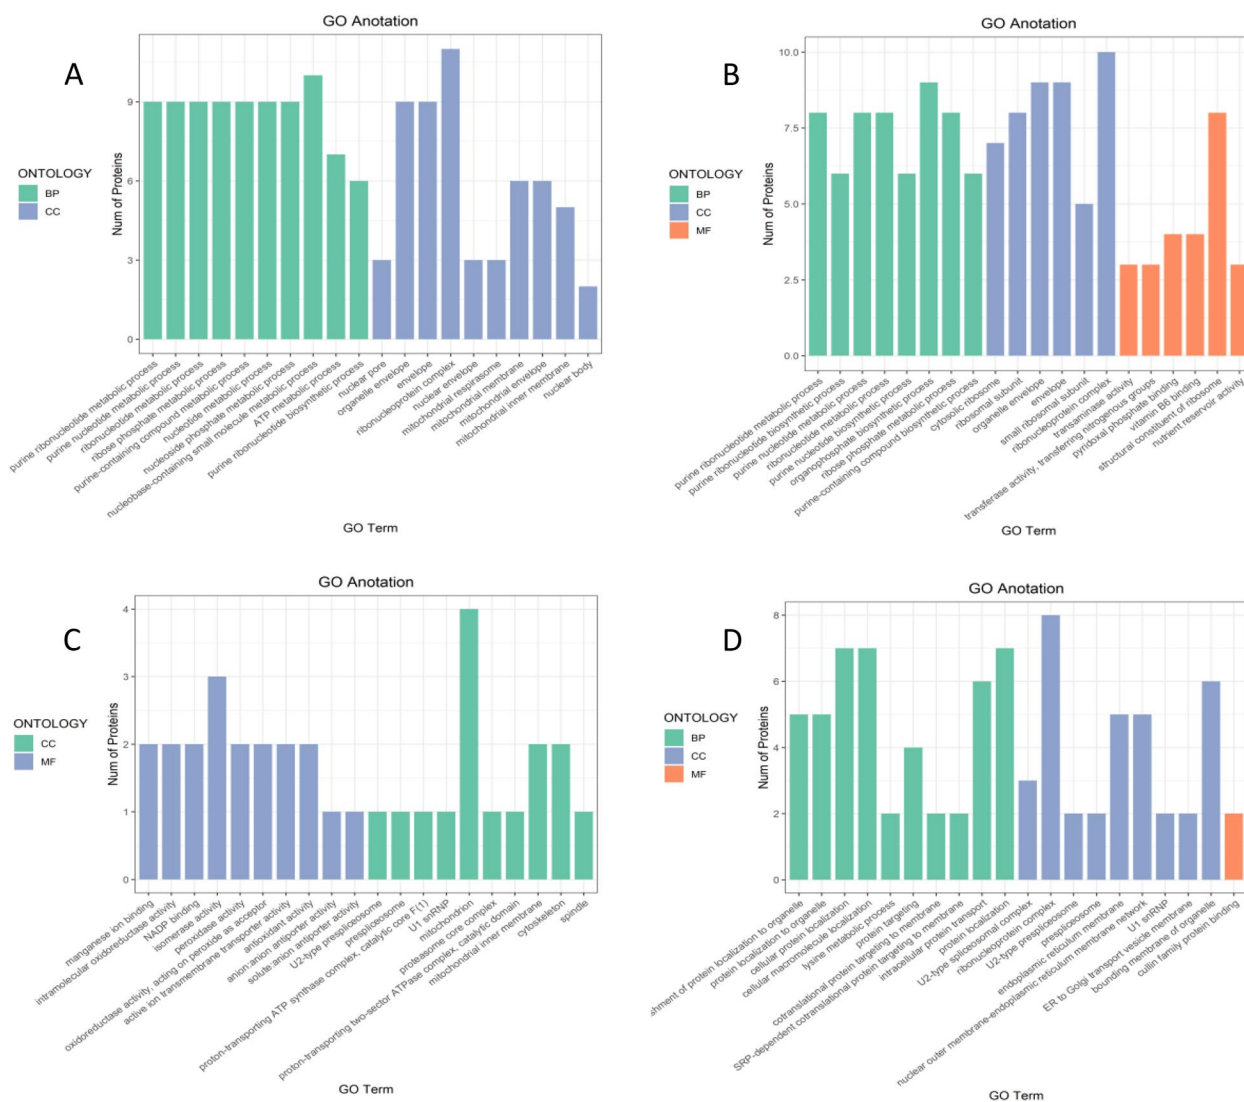 GO Anotation
A
9
6
3
0
Num of Proteins
ONTOLOGY
BP
CC
purine ribonucleotide metabolic process
purine nucleotide metabolic process
ribonucleotide metabolic process
ribose phosphate metabolic process
purine-containing compound metabolic process
nucleotide metabolic process
nucleoside phosphate metabolic process
nucleobase-containing small molecule metabolic process
ATP metabolic process
purine ribonucleotide biosynthetic process
nuclear pore
organelle envelope
envelope
ribonucleoprotein complex
nuclear envelope
mitochondrial respirasome
mitochondrial membrane
mitochondrial envelope
mitochondrial inner membrane
nuclear body
GO Term
GO Anotation
B
10.0
7.5
5.0
2.5
0.0
Num of Proteins
ONTOLOGY
BP
CC
MF
purine ribonucleotide metabolic process
purine ribonucleotide biosynthetic process
purine nucleotide metabolic process
ribonucleotide metabolic process
purine nucleotide biosynthetic process
organophosphate biosynthetic process
ribose phosphate metabolic process
purine-containing compound biosynthetic process
cytosolic ribosome
ribosomal subunit
organelle envelope
envelope
small ribosomal subunit
ribonucleoprotein complex
transaminase activity
transferase activity, transferring nitrogenous groups
pyridoxal phosphate binding
vitamin B6 binding
structural constituent of ribosome
nutrient reservoir activity
GO Term
GO Anotation
C
4
3
2
1
0
Num of Proteins
ONTOLOGY
CC
MF
manganese ion binding
intramolecular oxidoreductase activity
NADP binding
isomerase activity
peroxidase activity
oxidoreductase activity, acting on peroxide as acceptor
active ion transmembrane transporter activity
antioxidant activity
anion:anion antiporter activity
solute:anion antiporter activity
U2-type prespliceosome
prespliceosome
proton-transporting ATP synthase complex, catalytic core F(1)
U1 snRNP
mitochondrion
proteasome core complex
proton-transporting two-sector ATPase complex, catalytic domain
mitochondrial inner membrane
cytoskeleton
spindle
GO Term
GO Anotation
D
8
6
4
2
0
Num of Proteins
ONTOLOGY
BP
CC
MF
shment of protein localization to organelle
protein localization to organelle
cellular protein localization
cellular macromolecule localization
lysine metabolic process
protein targeting
cotranslational protein targeting to membrane
SRP-dependent cotranslational protein targeting to membrane
intracellular protein transport
protein localization
U2-type spliceosomal complex
ribonucleoprotein complex
U2-type prespliceosome
prespliceosome
endoplasmic reticulum membrane
nuclear outer membrane-endoplasmic reticulum membrane network
U1 snRNP
ER to Golgi transport vesicle membrane
bounding membrane of organelle
cullin family protein binding
GO Term